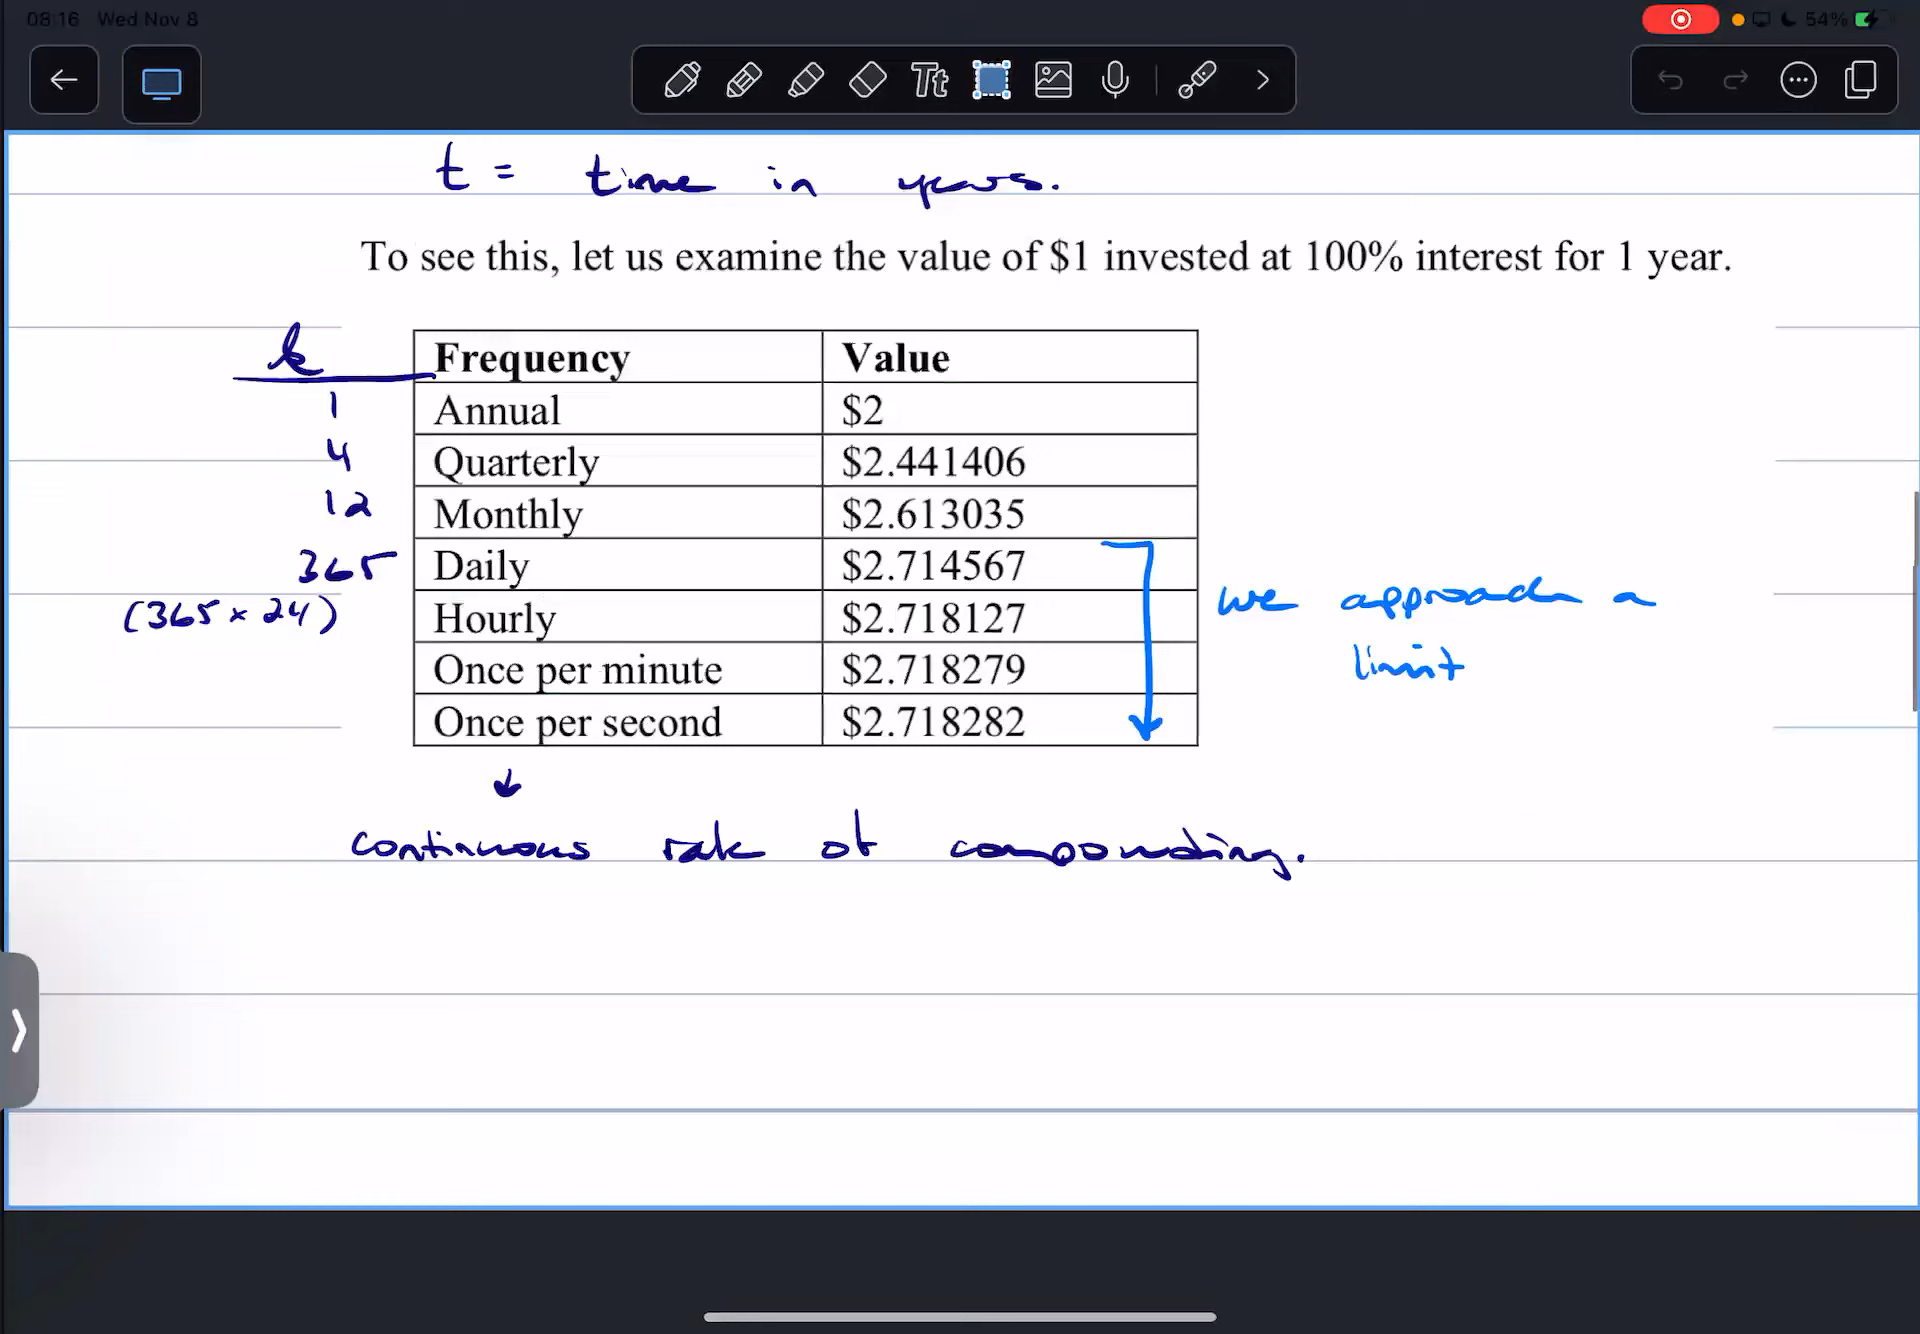 08:16 Wed Nov 8
54%
Tt
t = time in years.
To see this, let us examine the value of $1 invested at 100% interest for 1 year.
k Frequency Value
1 Annual $2
4 Quarterly $2.441406
12 Monthly $2.613035
365 Daily $2.714567
(365 × 24) Hourly $2.718127
we approach a
Once per minute $2.718279
limit
Once per second $2.718282
↓
continuous rate of compounding.